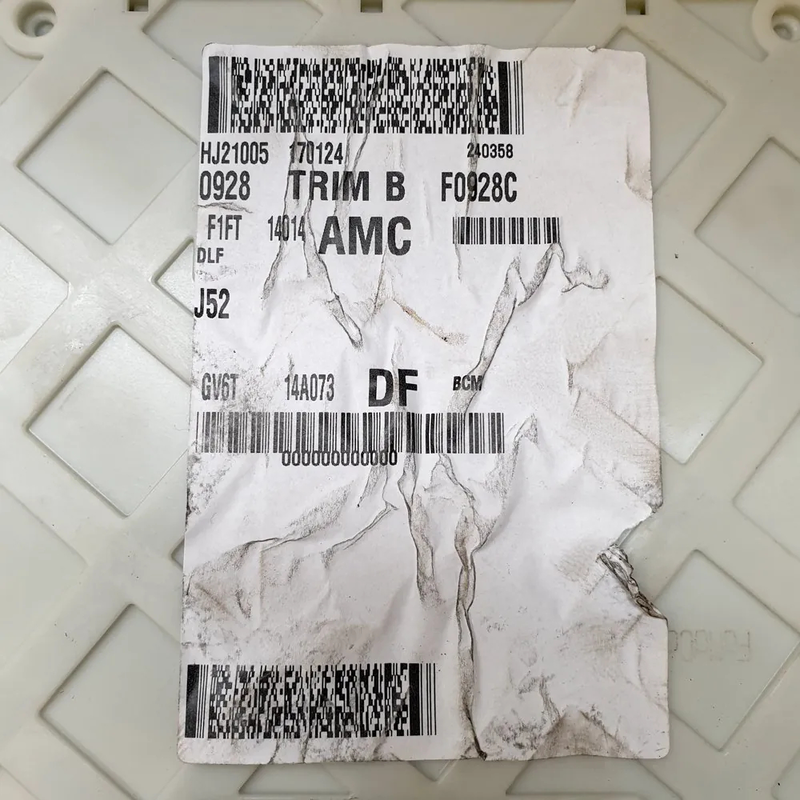 HJ21005 170124 240358
0928 TRIM B F0928C
F1FT 14014 AMC
DLF
J52
GV6T 14A073 DF BCM
000000000000